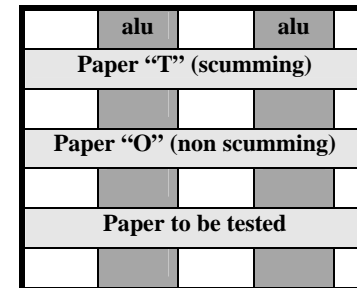 alu alu
Paper “T” (scumming)
Paper “O” (non scumming)
Paper to be tested